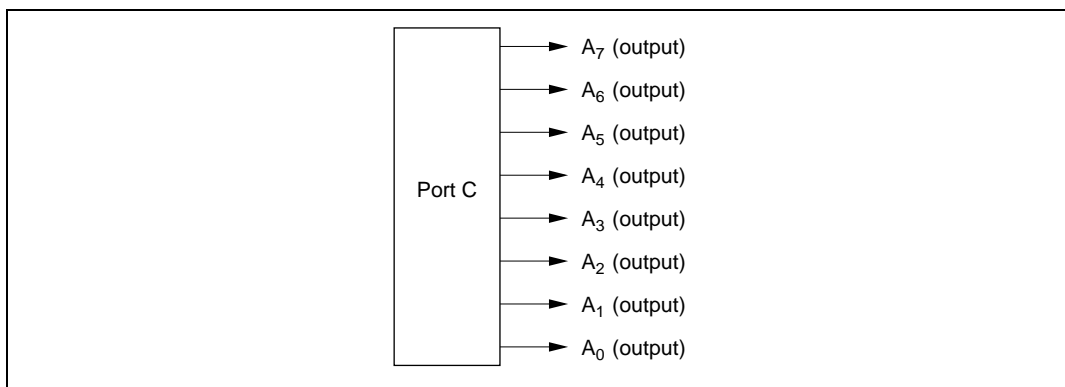 A₇ (output)
A₆ (output)
A₅ (output)
A₄ (output)
Port C
A₃ (output)
A₂ (output)
A₁ (output)
A₀ (output)